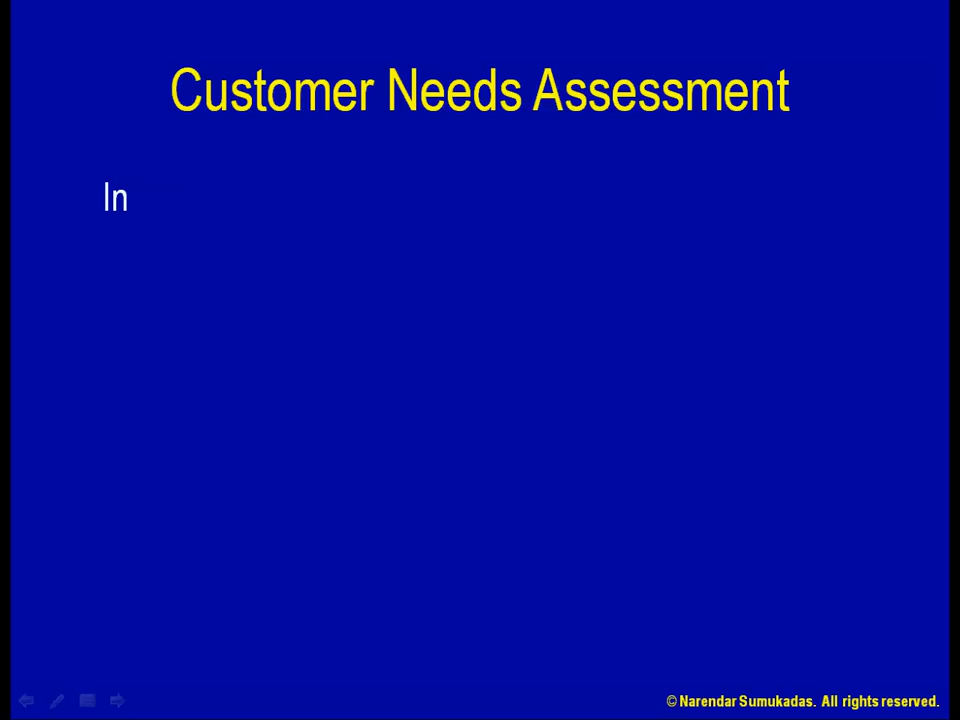 Customer Needs Assessment
In
© Narendar Sumukadas. All rights reserved.